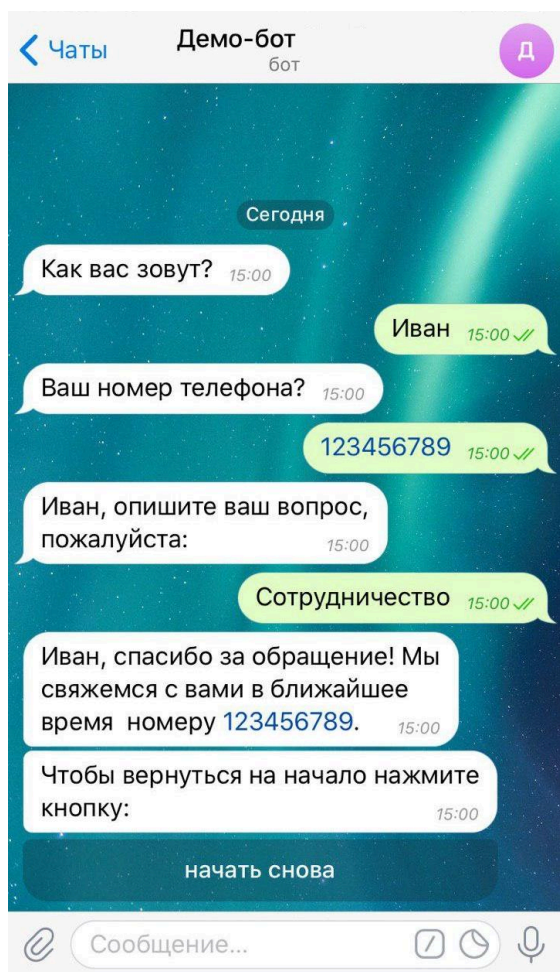 Чаты
Демо-бот
бот
Д
Сегодня
Как вас зовут? 15:00
Иван 15:00
Ваш номер телефона? 15:00
123456789 15:00
Иван, опишите ваш вопрос,
пожалуйста: 15:00
Сотрудничество 15:00
Иван, спасибо за обращение! Мы
свяжемся с вами в ближайшее
время  номеру 123456789. 15:00
Чтобы вернуться на начало нажмите
кнопку: 15:00
начать снова
Сообщение...